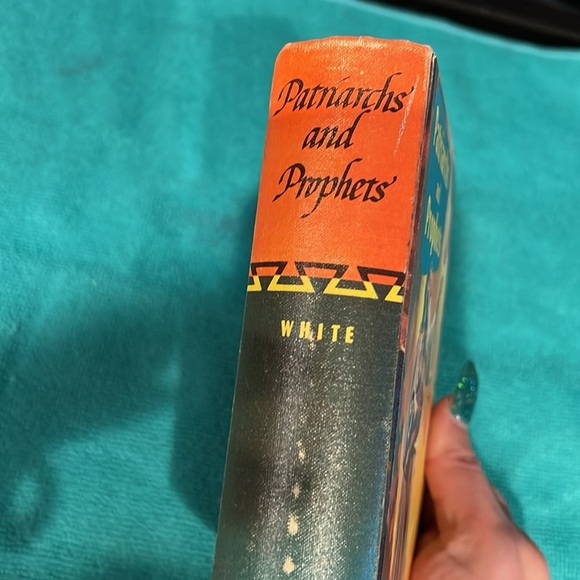 Patriarchs
and
Prophets
WHITE